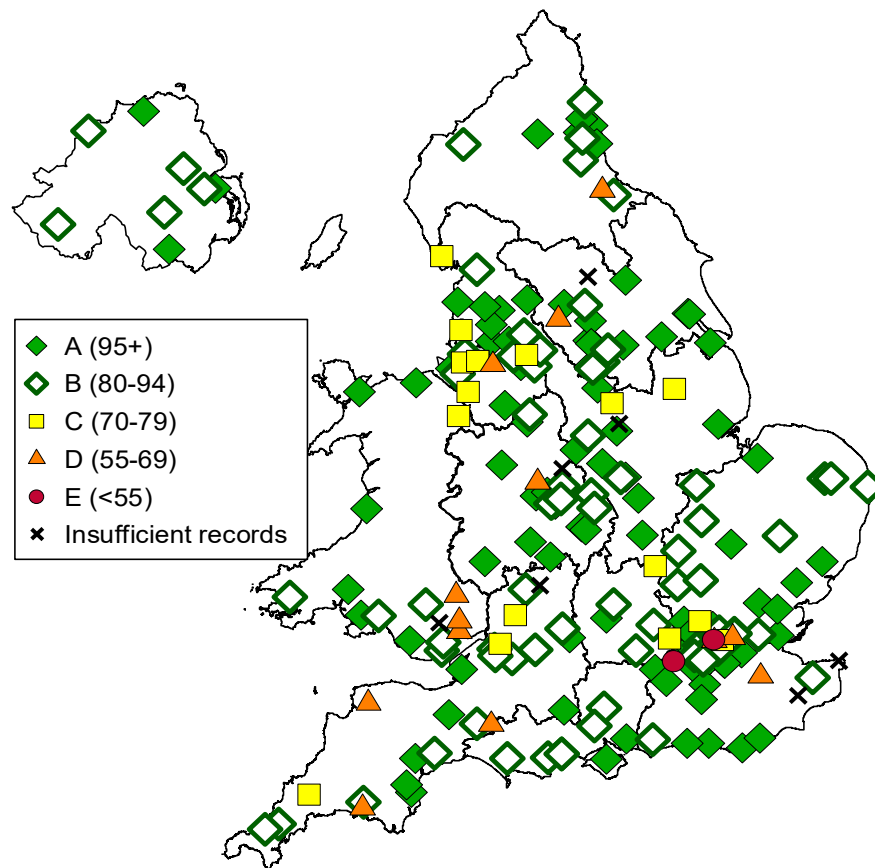 A (95+)
B (80-94)
C (70-79)
D (55-69)
E (<55)
Insufficient records